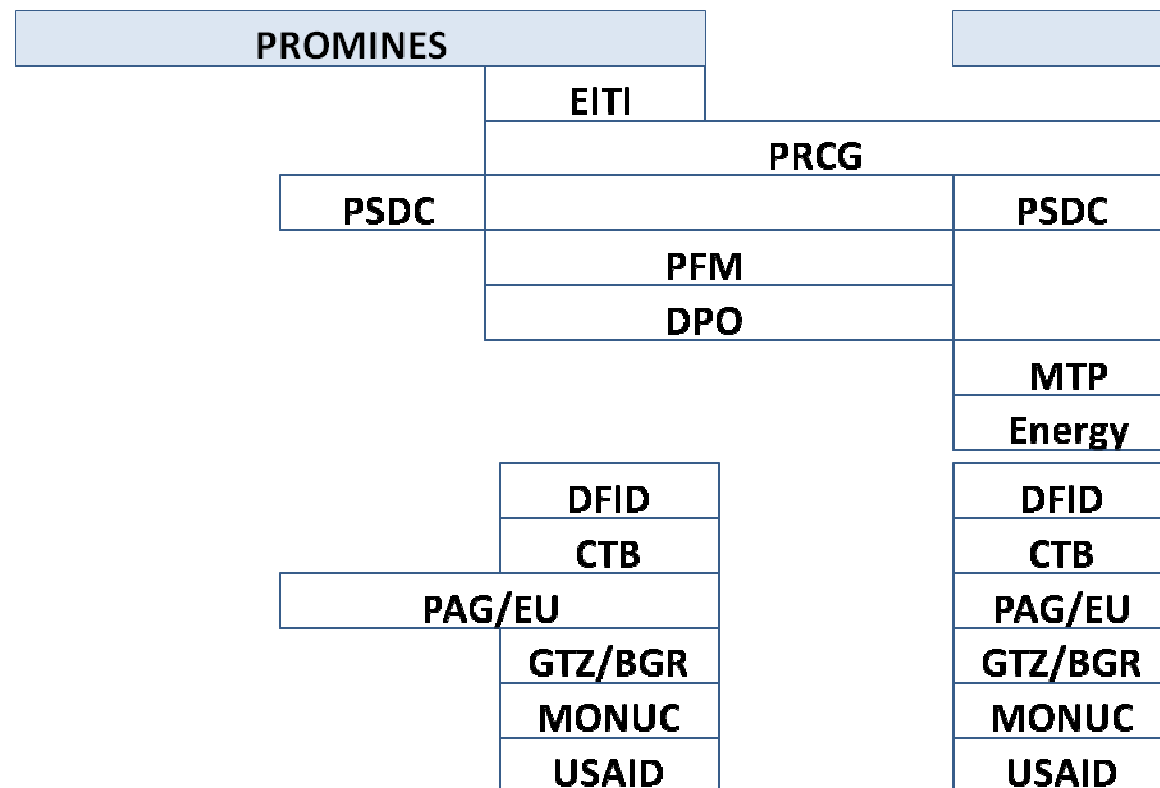 PROMINES
EITI
PRCG
PSDC PSDC
PFM
DPO
MTP
Energy
DFID DFID
CTB CTB
PAG/EU PAG/EU
GTZ/BGR GTZ/BGR
MONUC MONUC
USAID USAID